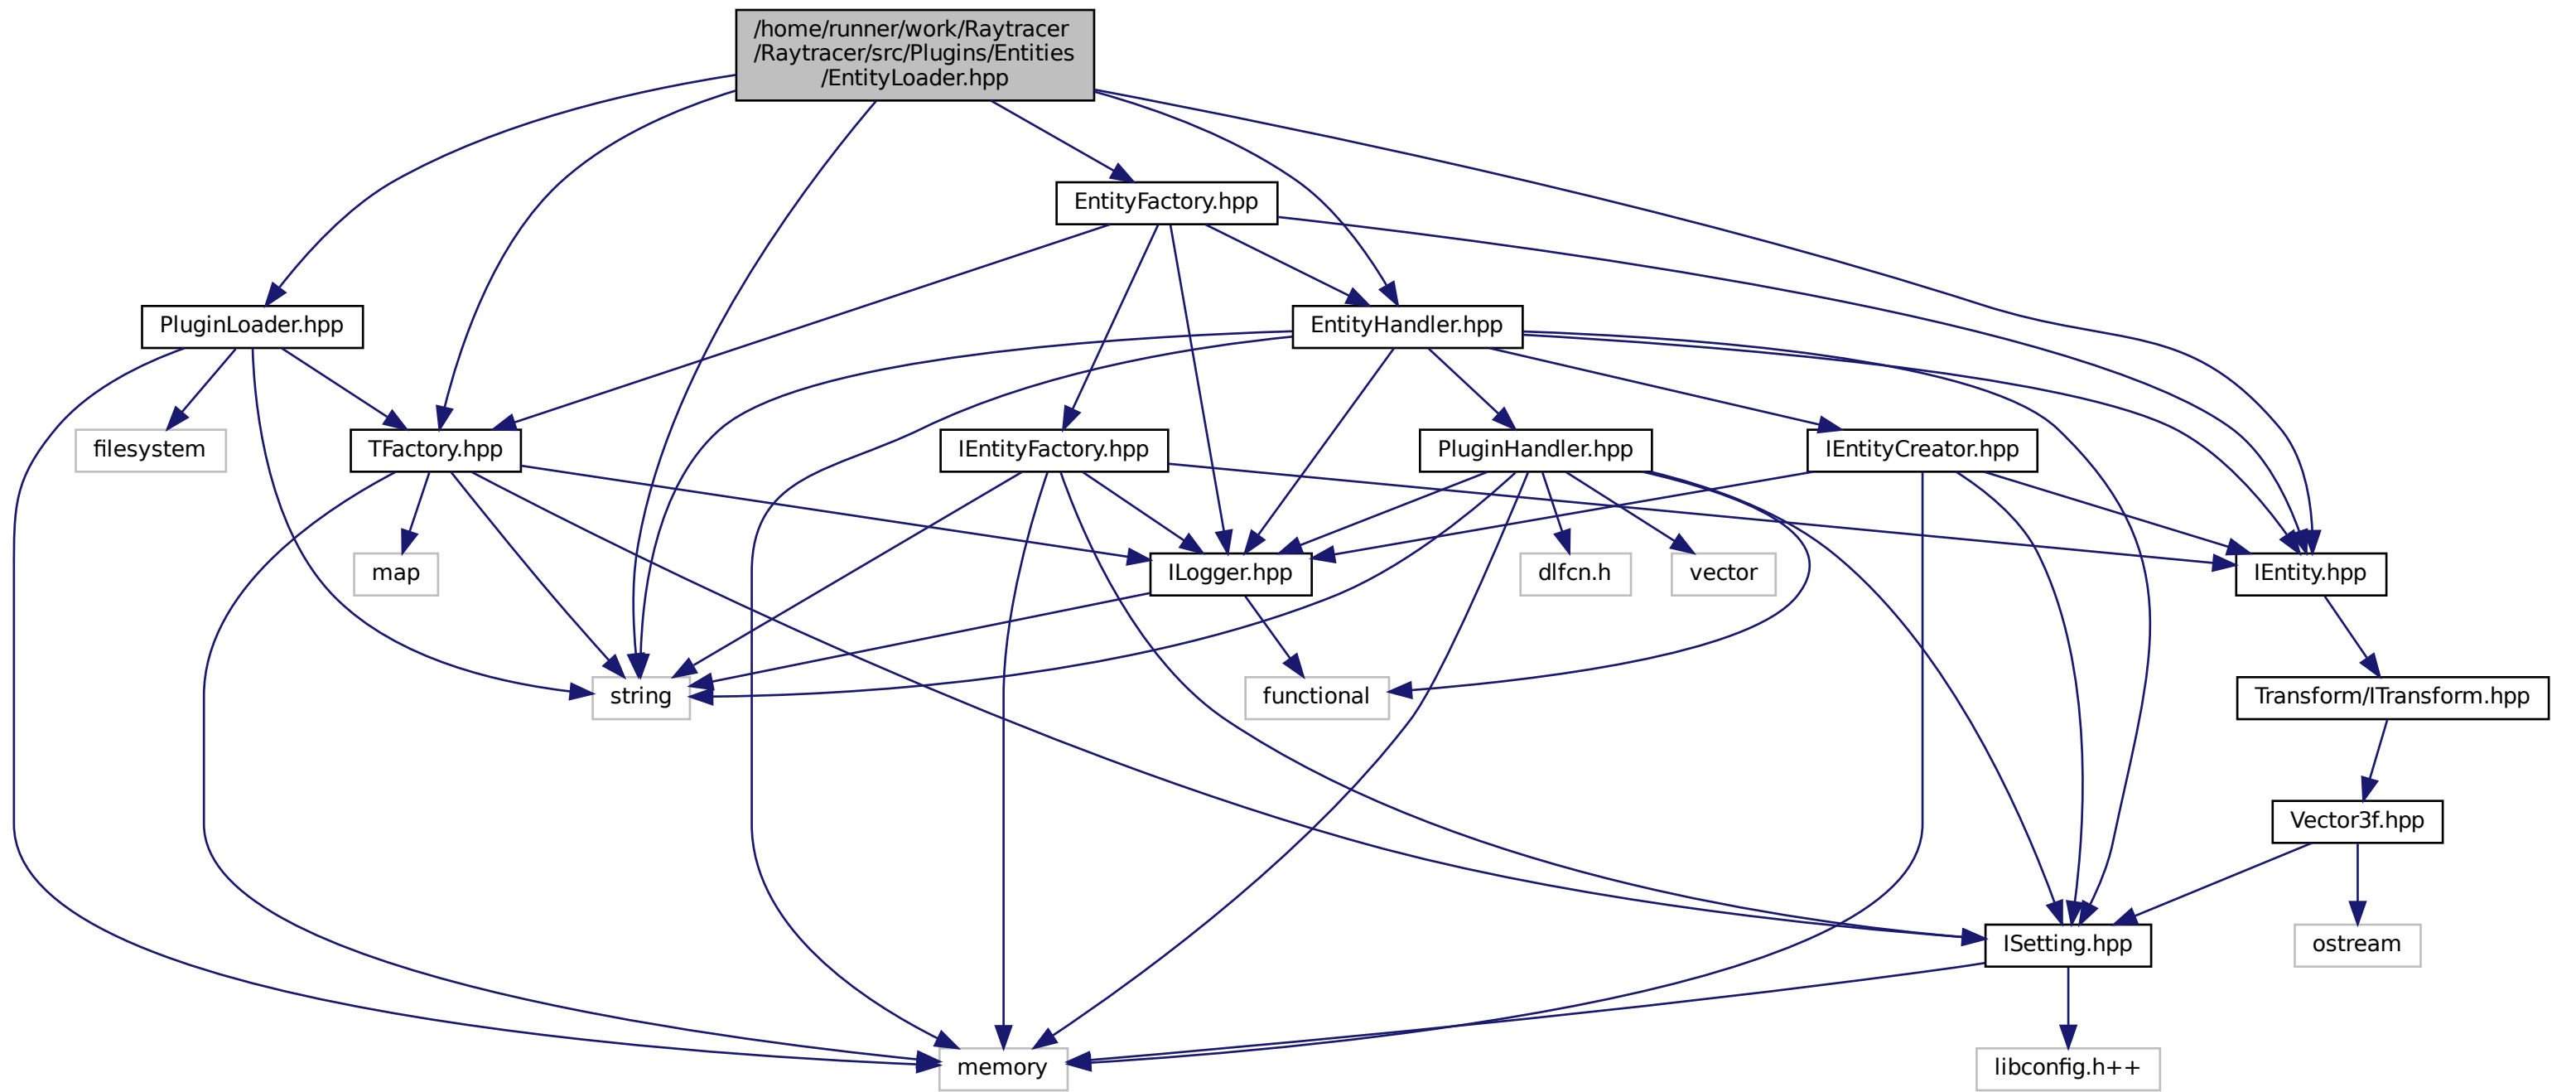 /home/runner/work/Raytracer
/Raytracer/src/Plugins/Entities
/EntityLoader.hpp
EntityFactory.hpp
PluginLoader.hpp
EntityHandler.hpp
filesystem
TFactory.hpp
IEntityFactory.hpp
PluginHandler.hpp
IEntityCreator.hpp
map
ILogger.hpp
dlfcn.h
vector
IEntity.hpp
string
functional
Transform/ITransform.hpp
Vector3f.hpp
ISetting.hpp
ostream
memory
libconfig.h++